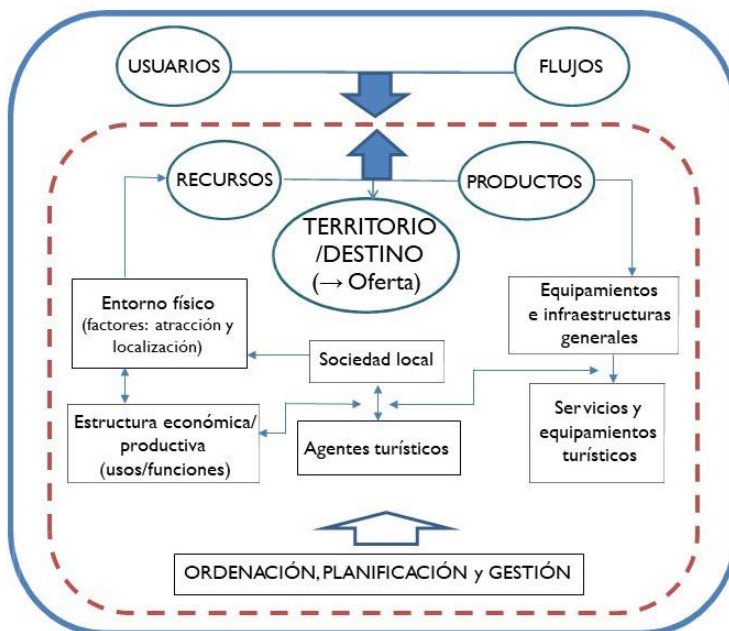 USUARIOS
FLUJOS
RECURSOS
PRODUCTOS
TERRITORIO
/DESTINO
(→ Oferta)
Entorno físico
(factores: atracción y
localización)
Equipamientos
e infraestructuras
generales
Sociedad local
Estructura económica/
productiva
(usos/funciones)
Agentes turísticos
Servicios y
equipamientos
turísticos
ORDENACIÓN, PLANIFICACIÓN y GESTIÓN